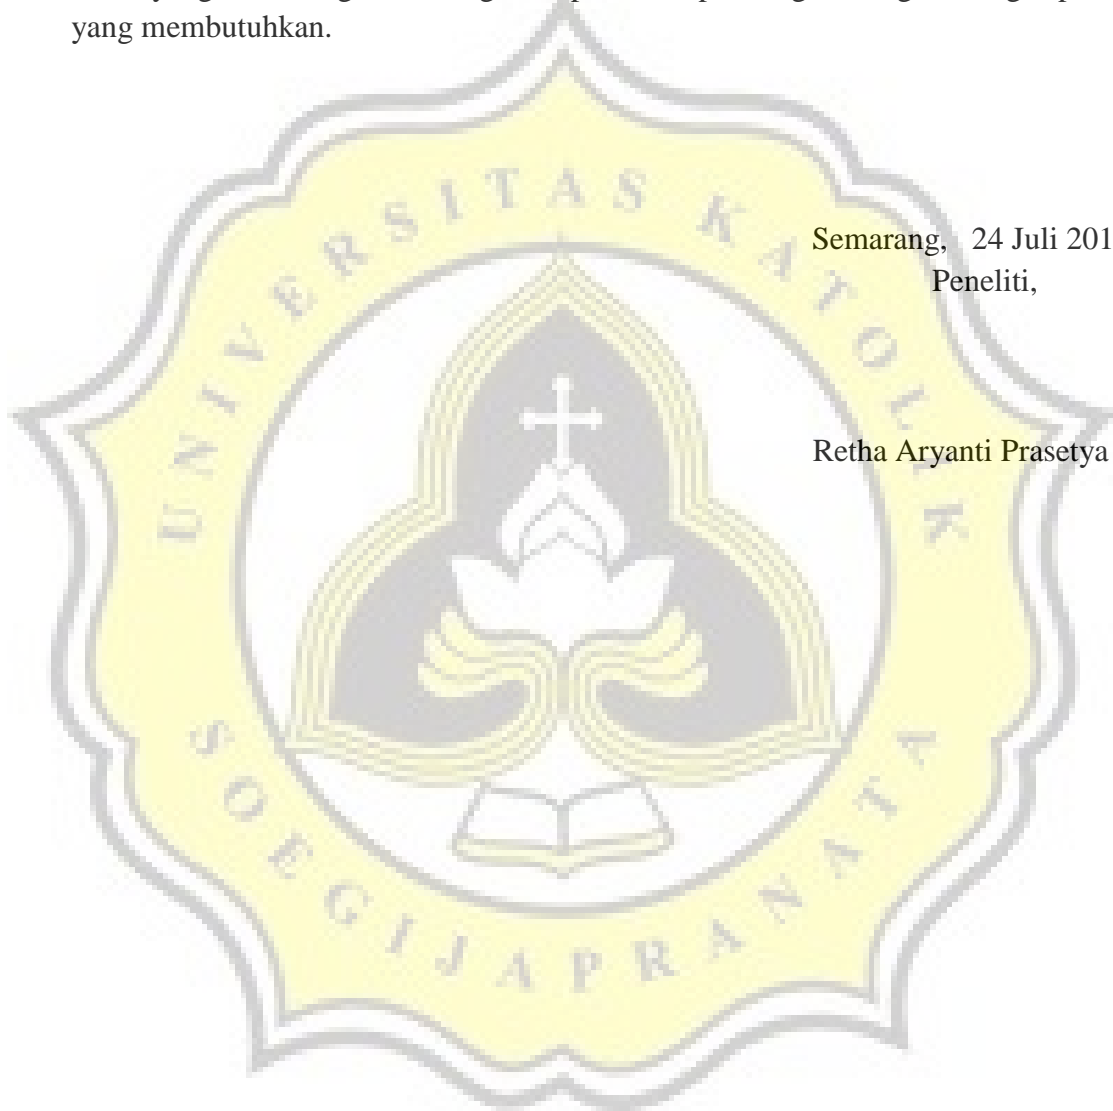 yang membutuhkan.
UNIVERSITAS KATOLIK
Semarang, 24 Juli 201
Peneliti,
Retha Aryanti Prasetya
SOEGIJAPRANATA